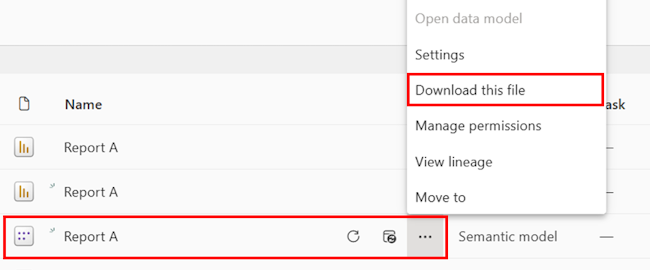 Open data model
Settings
Download this file
Name
ask
Manage permissions
Report A
—
View lineage
Report A
—
Move to
Report A
Semantic model
—